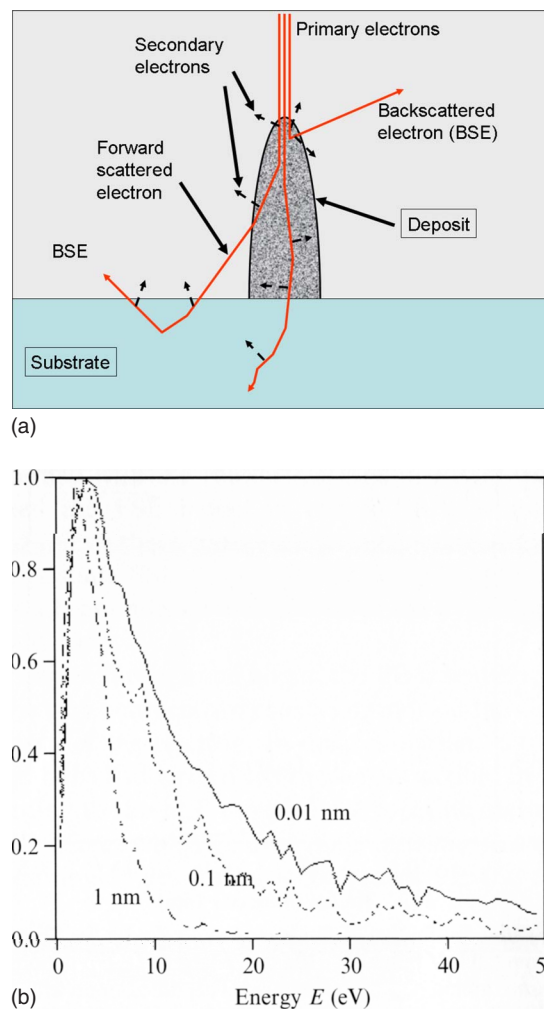 Primary electrons
Secondary
electrons
Backscattered
electron (BSE)
Forward
scattered
electron
Deposit
BSE
Substrate
(a)
1.0
0.8
0.6
0.4
0.2
0.0
0.01 nm
0.1 nm
1 nm
0
10
20
30
40
50
Energy E (eV)
(b)